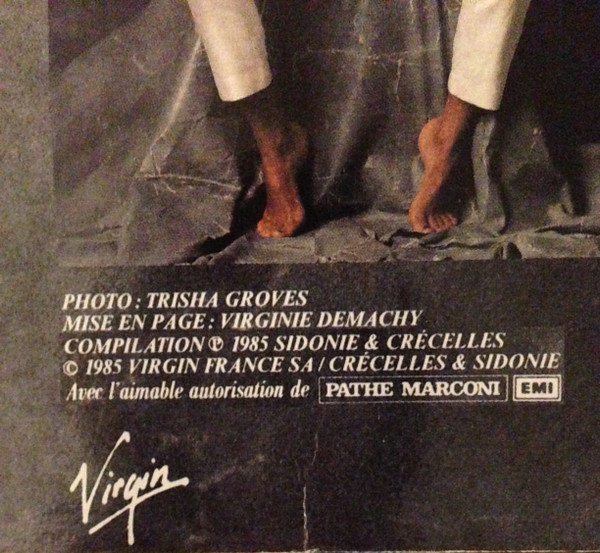 PHOTO : TRISHA GROVES
MISE EN PAGE : VIRGINIE DEMACHY
COMPILATION ℗ 1985 SIDONIE & CRÉCELLES
© 1985 VIRGIN FRANCE SA / CRÉCELLES & SIDONIE
Avec l'aimable autorisation de PATHE MARCONI EMI
Virgin